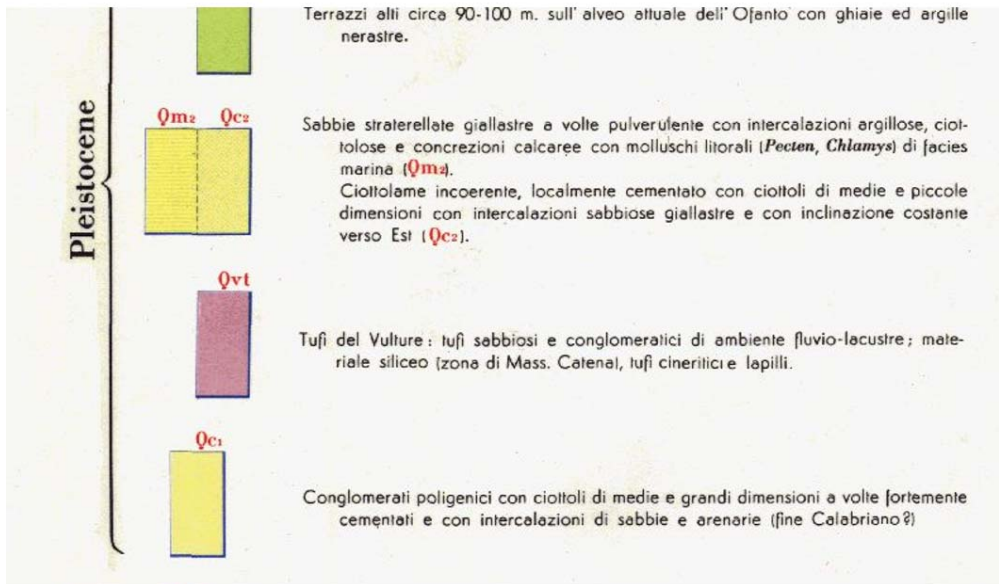 Terrazzi alti circa 90-100 m. sull' alveo attuale dell' Ofanto con ghiaie ed argille
nerastre.
Pleistocene
Qm2 Qc2
Sabbie straterellate giallastre a volte pulverulente con intercalazioni argillose, ciot-
tolose e concrezioni calcaree con molluschi litorali (Pecten, Chlamys) di facies
marina (Qm2).
Ciottolame incoerente, localmente cementato con ciottoli di medie e piccole
dimensioni con intercalazioni sabbiose giallastre e con inclinazione costante
verso Est (Qc2).
Qvt
Tufi del Vulture: tufi sabbiosi e conglomeratici di ambiente fluvio-lacustre; mate-
riale siliceo (zona di Mass. Catena), tufi cineritici e lapilli.
Qc1
Conglomerati poligenici con ciottoli di medie e grandi dimensioni a volte fortemente
cementati e con intercalazioni di sabbie e arenarie (fine Calabriano?)